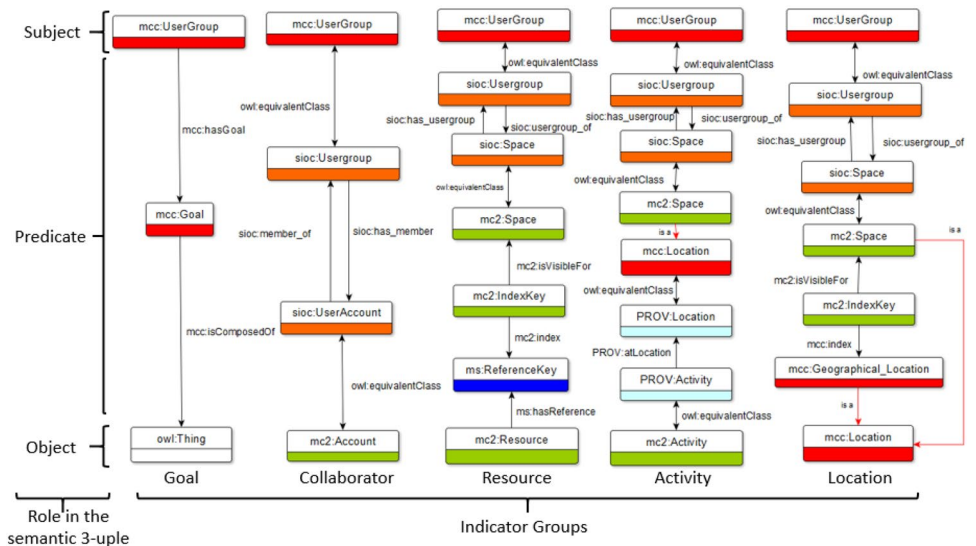 Subject
Predicate
Object
Role in the
semantic 3-uple
mcc:UserGroup
mcc:hasGoal
mcc:Goal
mcc:isComposedOf
owl:Thing
Goal
mcc:UserGroup
owl:equivalentClass
sioc:Usergroup
sioc:member_of
sioc:has_member
sioc:UserAccount
owl:equivalentClass
mc2:Account
Collaborator
mcc:UserGroup
owl:equivalentClass
sioc:Usergroup
sioc:has_usergroup
sioc:usergroup_of
sioc:Space
owl:equivalentClass
mc2:Space
mc2:isVisibleFor
mc2:IndexKey
mc2:index
ms:ReferenceKey
ms:hasReference
mc2:Resource
Resource
mcc:UserGroup
owl:equivalentClass
sioc:Usergroup
sioc:has_usergroup
sioc:usergroup_of
sioc:Space
owl:equivalentClass
mc2:Space
is a
mcc:Location
owl:equivalentClass
PROV:Location
PROV:atLocation
PROV:Activity
owl:equivalentClass
mc2:Activity
Activity
mcc:UserGroup
owl:equivalentClass
sioc:Usergroup
sioc:has_usergroup
sioc:usergroup_of
sioc:Space
owl:equivalentClass
mc2:Space
is a
mc2:isVisibleFor
mc2:IndexKey
mcc:index
mcc:Geographical_Location
is a
mcc:Location
Location
Indicator Groups